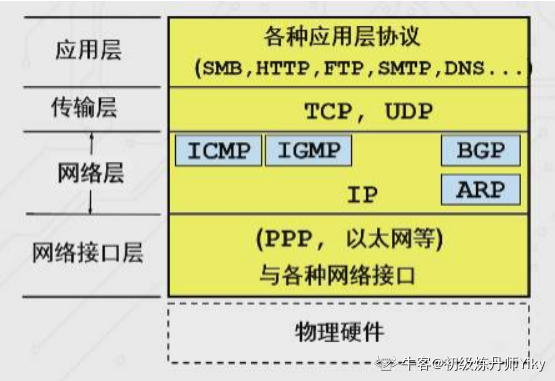 应用层
各种应用层协议
(SMB,HTTP,FTP,SMTP,DNS...)
传输层
TCP, UDP
网络层
ICMP
IGMP
BGP
IP
ARP
网络接口层
(PPP, 以太网等)
与各种网络接口
物理硬件
牛客@初级炼丹师Yiky